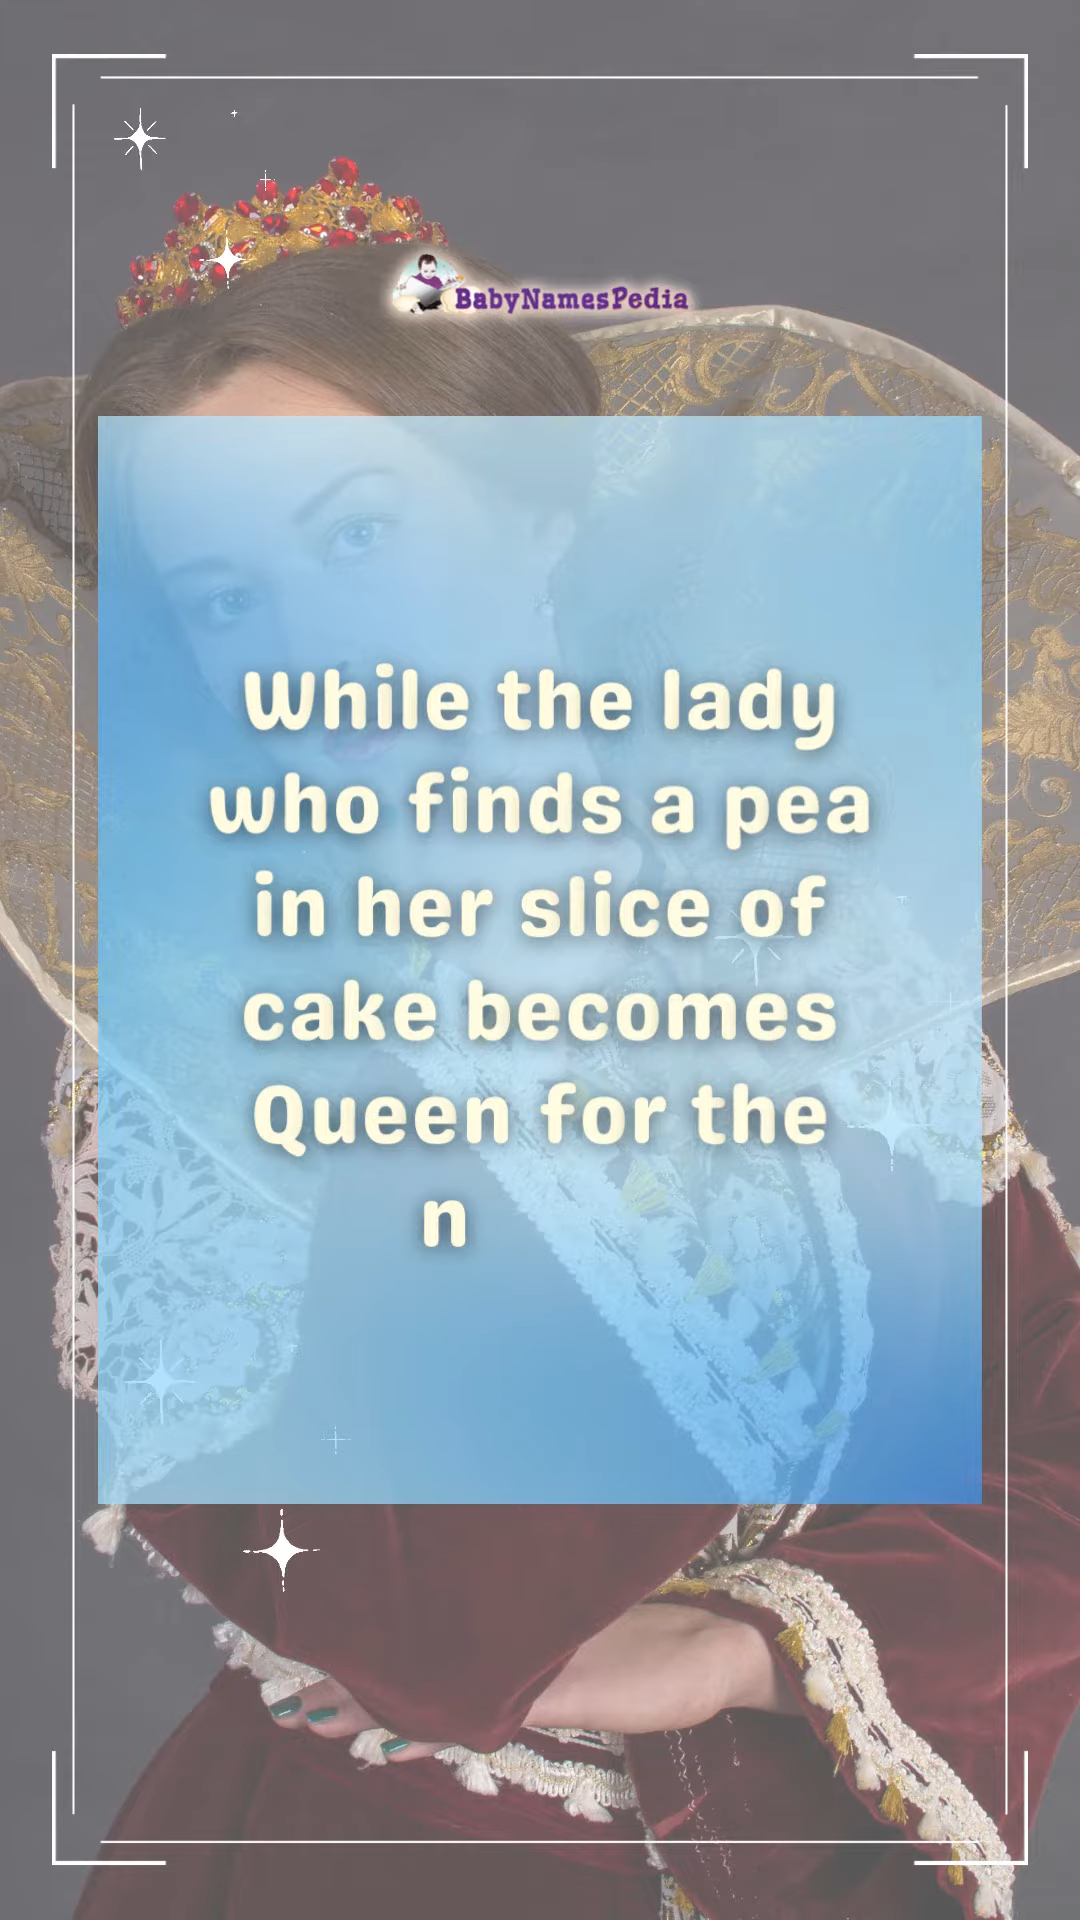 BabyNamesPedia
While the lady
who finds a pea
in her slice of
cake becomes
Queen for the
n